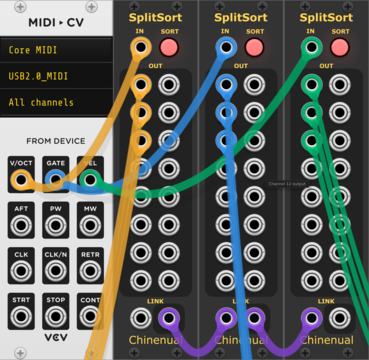 MIDI▸CV
Core MIDI
USB2.0_MIDI
All channels
FROM DEVICE
V/OCT GATE VEL
AFT PW MW
CLK CLK/N RETR
STRT STOP CONT
VCV
SplitSort
IN SORT
OUT
LINK
Chinenual
SplitSort
IN SORT
OUT
LINK
Chinenual
SplitSort
IN SORT
OUT
Channel 12 output
LINK
Chinenual